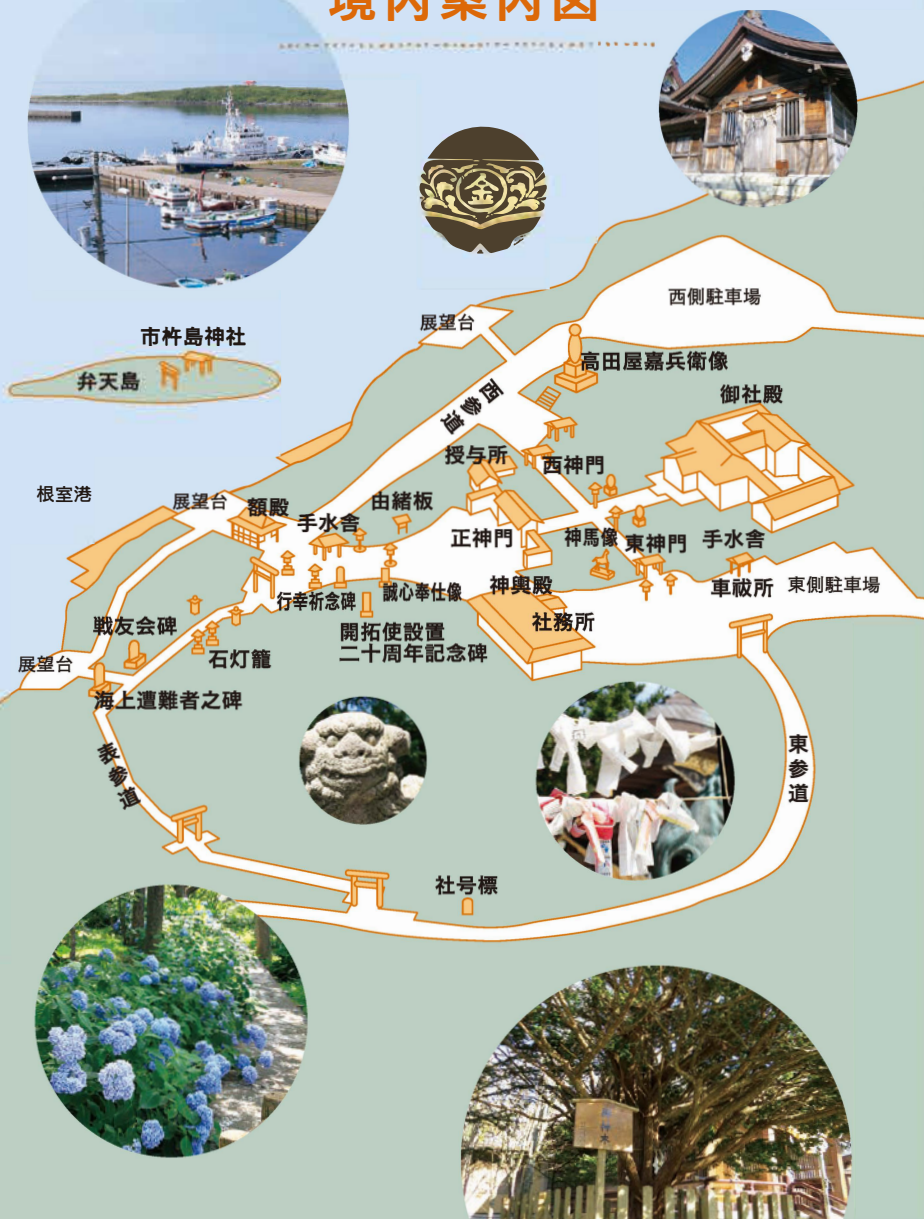 境内案内図
金
西側駐車場
展望台
市杵島神社
弁天島
高田屋嘉兵衛像
御社殿
西参道
授与所
西神門
根室港
展望台
額殿
手水舎
由緒板
正神門
神馬像
東神門
手水舎
行幸祈念碑
誠心奉仕像
神輿殿
車祓所
東側駐車場
戦友会碑
石灯籠
開拓使設置
二十周年記念碑
社務所
展望台
海上遭難者之碑
表参道
東参道
社号標
御神木